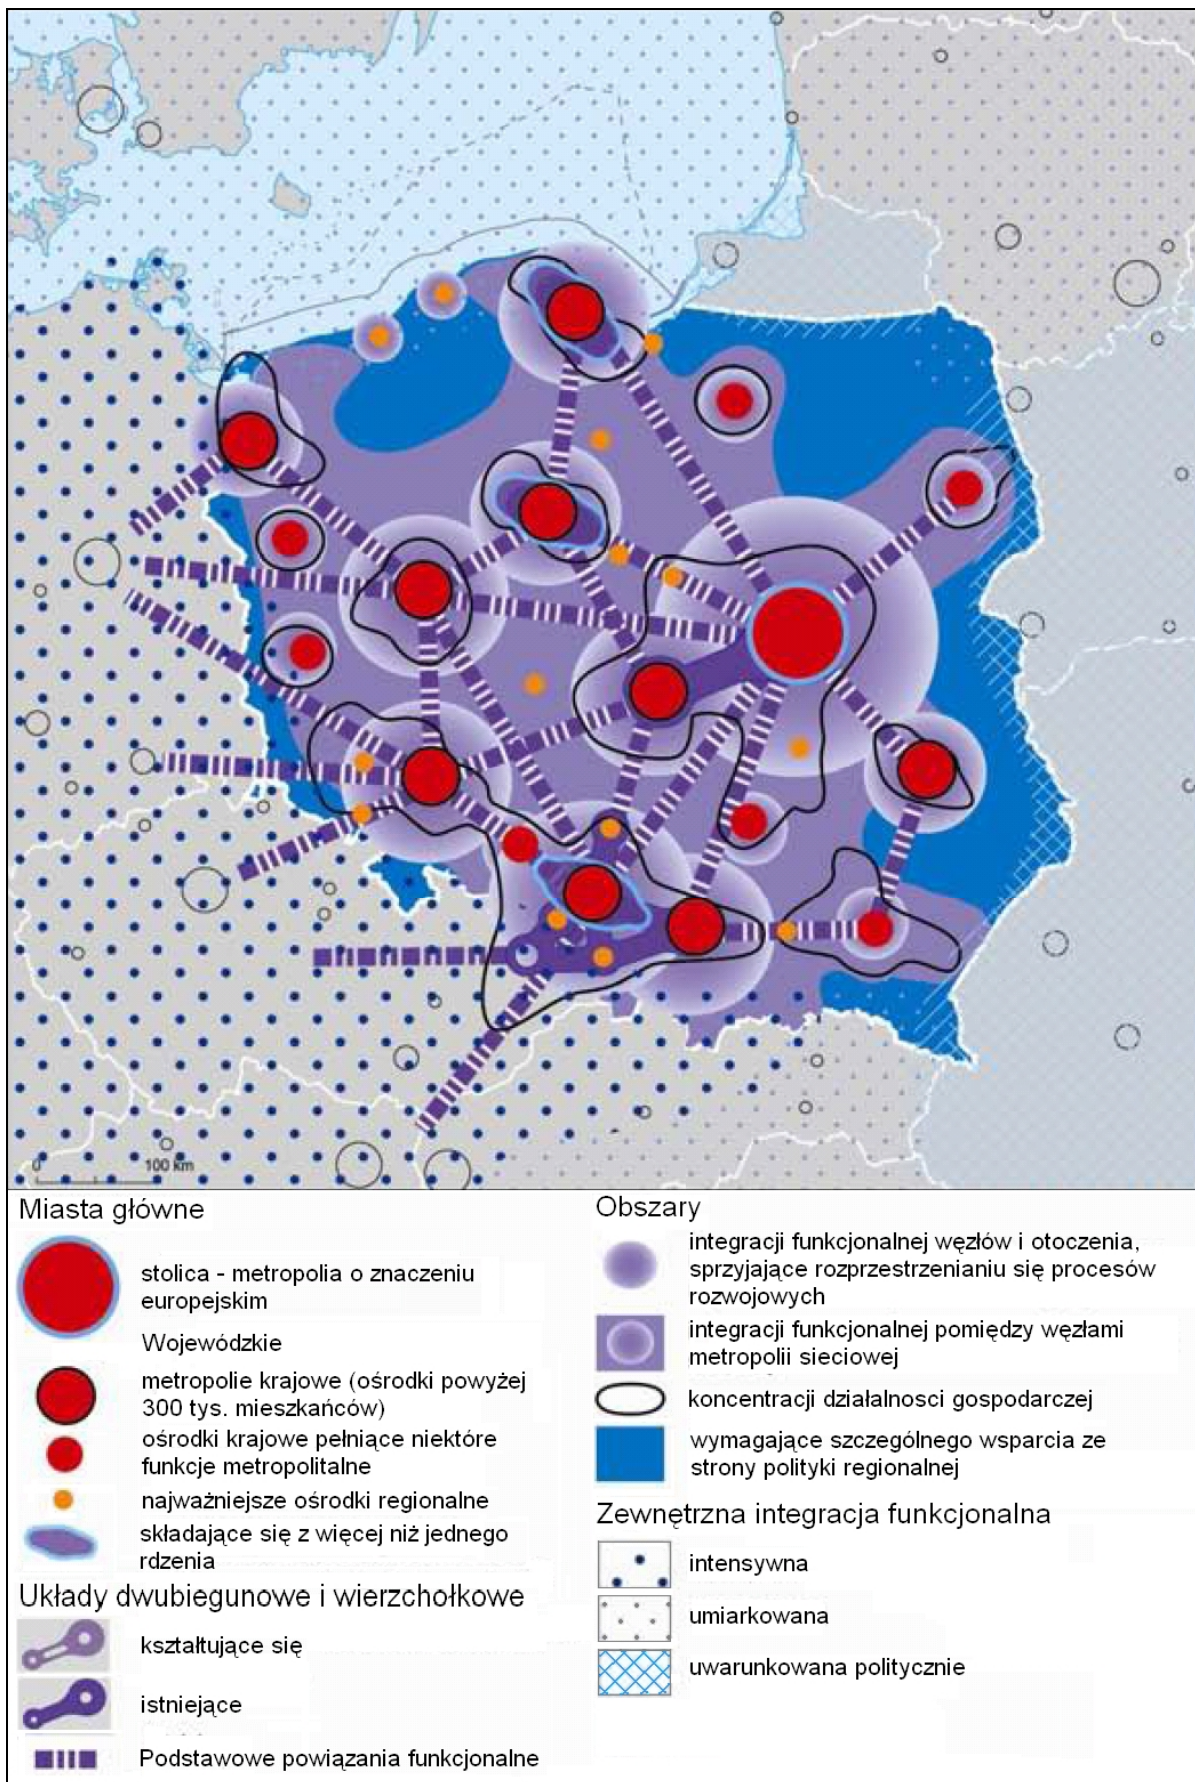 0
100 km
Miasta główne
stolica - metropolia o znaczeniu
europejskim
Wojewódzkie
metropolie krajowe (ośrodki powyżej
300 tys. mieszkańców)
ośrodki krajowe pełniące niektóre
funkcje metropolitalne
najważniejsze ośrodki regionalne
składające się z więcej niż jednego
rdzenia
Układy dwubiegunowe i wierzchołkowe
kształtujące się
istniejące
Podstawowe powiązania funkcjonalne
Obszary
integracji funkcjonalnej węzłów i otoczenia,
sprzyjające rozprzestrzenianiu się procesów
rozwojowych
integracji funkcjonalnej pomiędzy węzłami
metropolii sieciowej
koncentracji działalnosci gospodarczej
wymagające szczególnego wsparcia ze
strony polityki regionalnej
Zewnętrzna integracja funkcjonalna
intensywna
umiarkowana
uwarunkowana politycznie